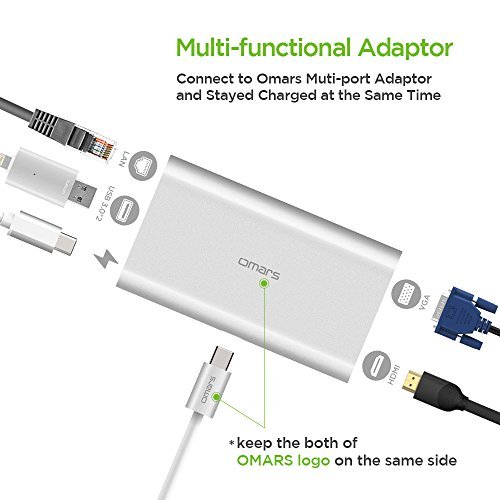 Multi-functional Adaptor
Connect to Omars Muti-port Adaptor
and Stayed Charged at the Same Time
LAN
USB 3.0*2
omars
VGA
HDMI
omars
*keep the both of
OMARS logo on the same side